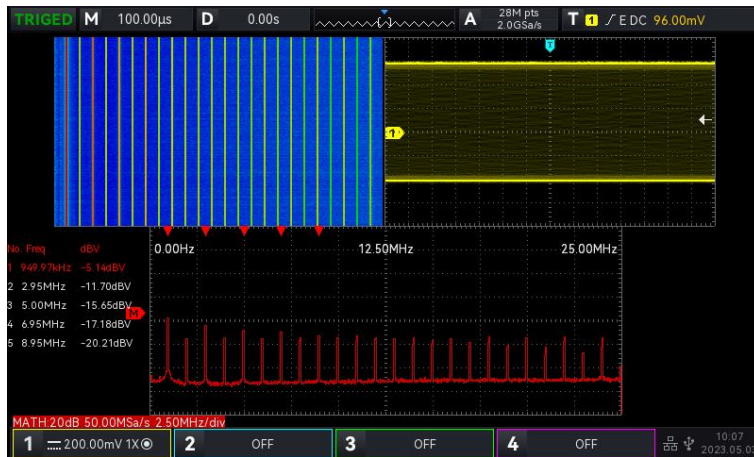 TRIGED M 100.00µs D 0.00s A 28M pts 2.0GSa/s T 1 E DC 96.00mV
T
1
No. Freq dBV
1 949.97kHz -5.14dBV
2 2.95MHz -11.70dBV
3 5.00MHz -15.65dBV
4 6.95MHz -17.18dBV
5 8.95MHz -20.21dBV
0.00Hz 12.50MHz 25.00MHz
M
MATH:20dB 50.00MSa/s 2.50MHz/div
1 200.00mV 1X 2 OFF 3 OFF 4 OFF
10:07